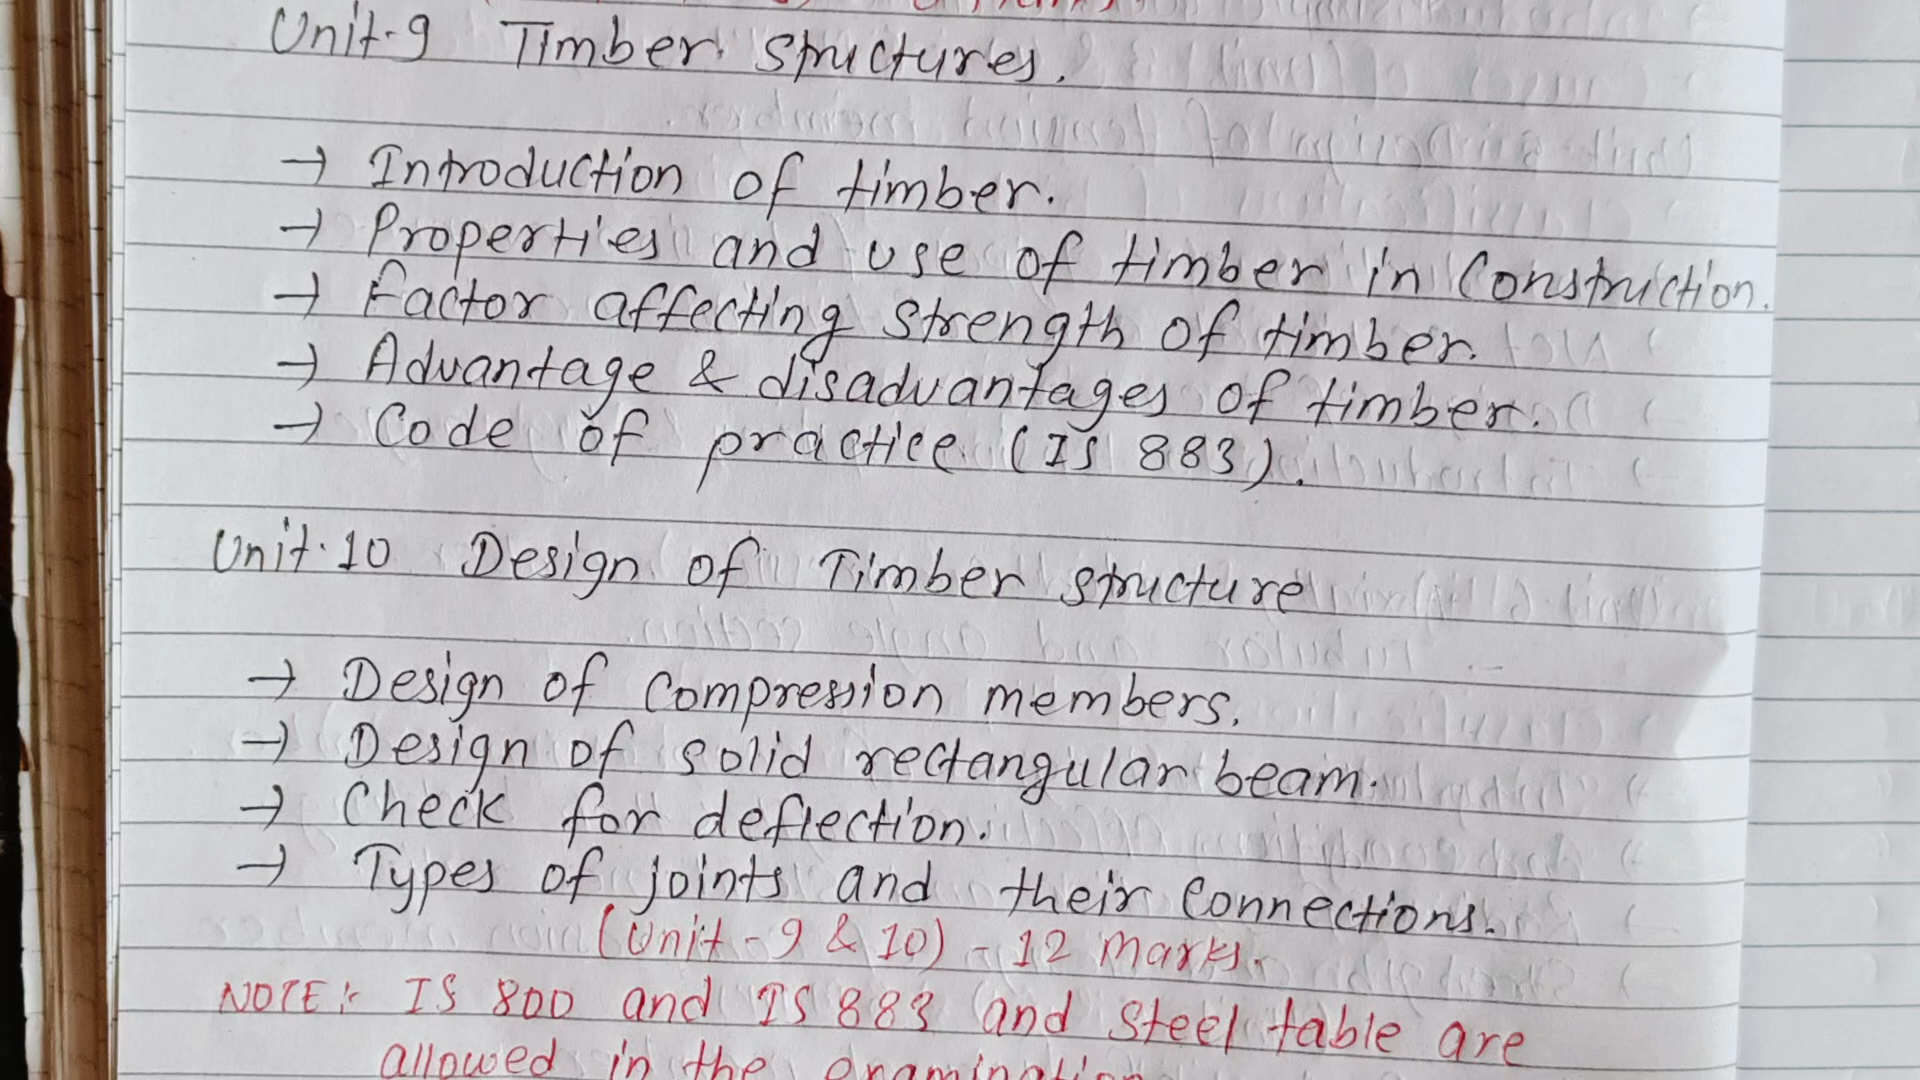 Unit-9 Timber Structures.
→ Introduction of timber.
→ Properties and use of timber in Construction.
→ Factor affecting strength of timber.
→ Advantage & disadvantages of timber.
→ Code of practice (IS 883).
Unit-10 Design of Timber structure
→ Design of Compression members.
→ Design of solid rectangular beam.
→ Check for deflection.
→ Types of joints and their Connections.
(Unit-9 & 10) - 12 marks.
NOTE:- IS 800 and IS 883 and Steel table are
allowed in the examination